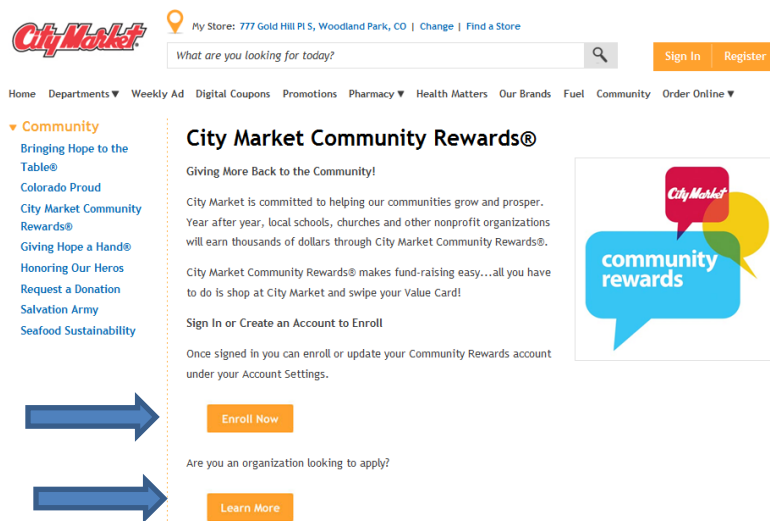 City Market.
My Store: 777 Gold Hill Pl S, Woodland Park, CO | Change | Find a Store
What are you looking for today?
Sign In Register
Home Departments▼ Weekly Ad Digital Coupons Promotions Pharmacy▼ Health Matters Our Brands Fuel Community Order Online▼
▼ Community
Bringing Hope to the
Table®
Colorado Proud
City Market Community
Rewards®
Giving Hope a Hand®
Honoring Our Heros
Request a Donation
Salvation Army
Seafood Sustainability
City Market Community Rewards®
Giving More Back to the Community!
City Market is committed to helping our communities grow and prosper.
Year after year, local schools, churches and other nonprofit organizations
will earn thousands of dollars through City Market Community Rewards®.
City Market Community Rewards® makes fund-raising easy...all you have
to do is shop at City Market and swipe your Value Card!
Sign In or Create an Account to Enroll
Once signed in you can enroll or update your Community Rewards account
under your Account Settings.
Enroll Now
Are you an organization looking to apply?
Learn More
City Market
community
rewards